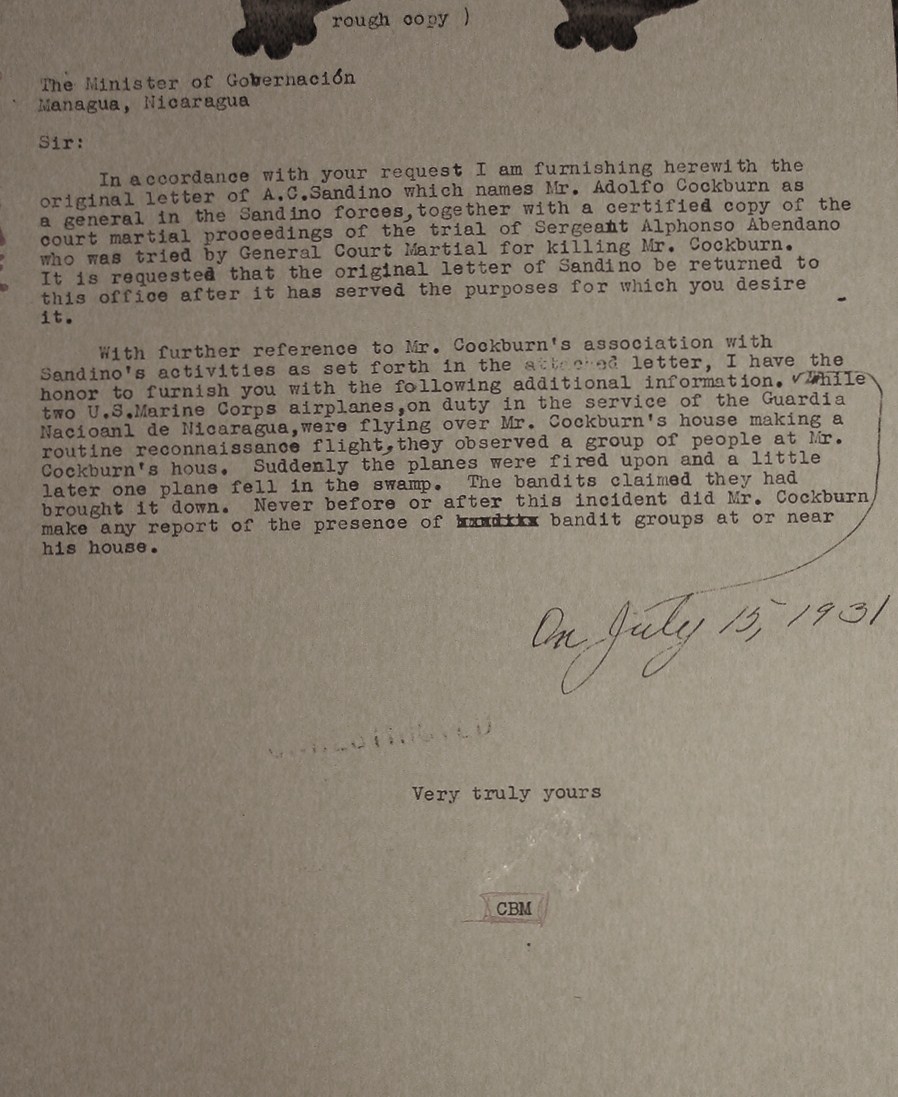 rough copy )
The Minister of Gobernación
Managua, Nicaragua
Sir:
In accordance with your request I am furnishing herewith the
original letter of A.C.Sandino which names Mr. Adolfo Cockburn as
a general in the Sandino forces, together with a certified copy of the
court martial proceedings of the trial of Sergeant Alphonso Abendano
who was tried by General Court Martial for killing Mr. Cockburn.
It is requested that the original letter of Sandino be returned to
this office after it has served the purposes for which you desire
it.
With further reference to Mr. Cockburn's association with
Sandino's activities as set forth in the letter, I have the
honor to furnish you with the following additional information. While
two U.S.Marine Corps airplanes,on duty in the service of the Guardia
Nacioanl de Nicaragua,were flying over Mr. Cockburn's house making a
routine reconnaissance flight,they observed a group of people at Mr.
Cockburn's hous. Suddenly the planes were fired upon and a little
later one plane fell in the swamp. The bandits claimed they had
brought it down. Never before or after this incident did Mr. Cockburn
make any report of the presence of bandit groups at or near
his house.
On July 15, 1931
Very truly yours
CBM